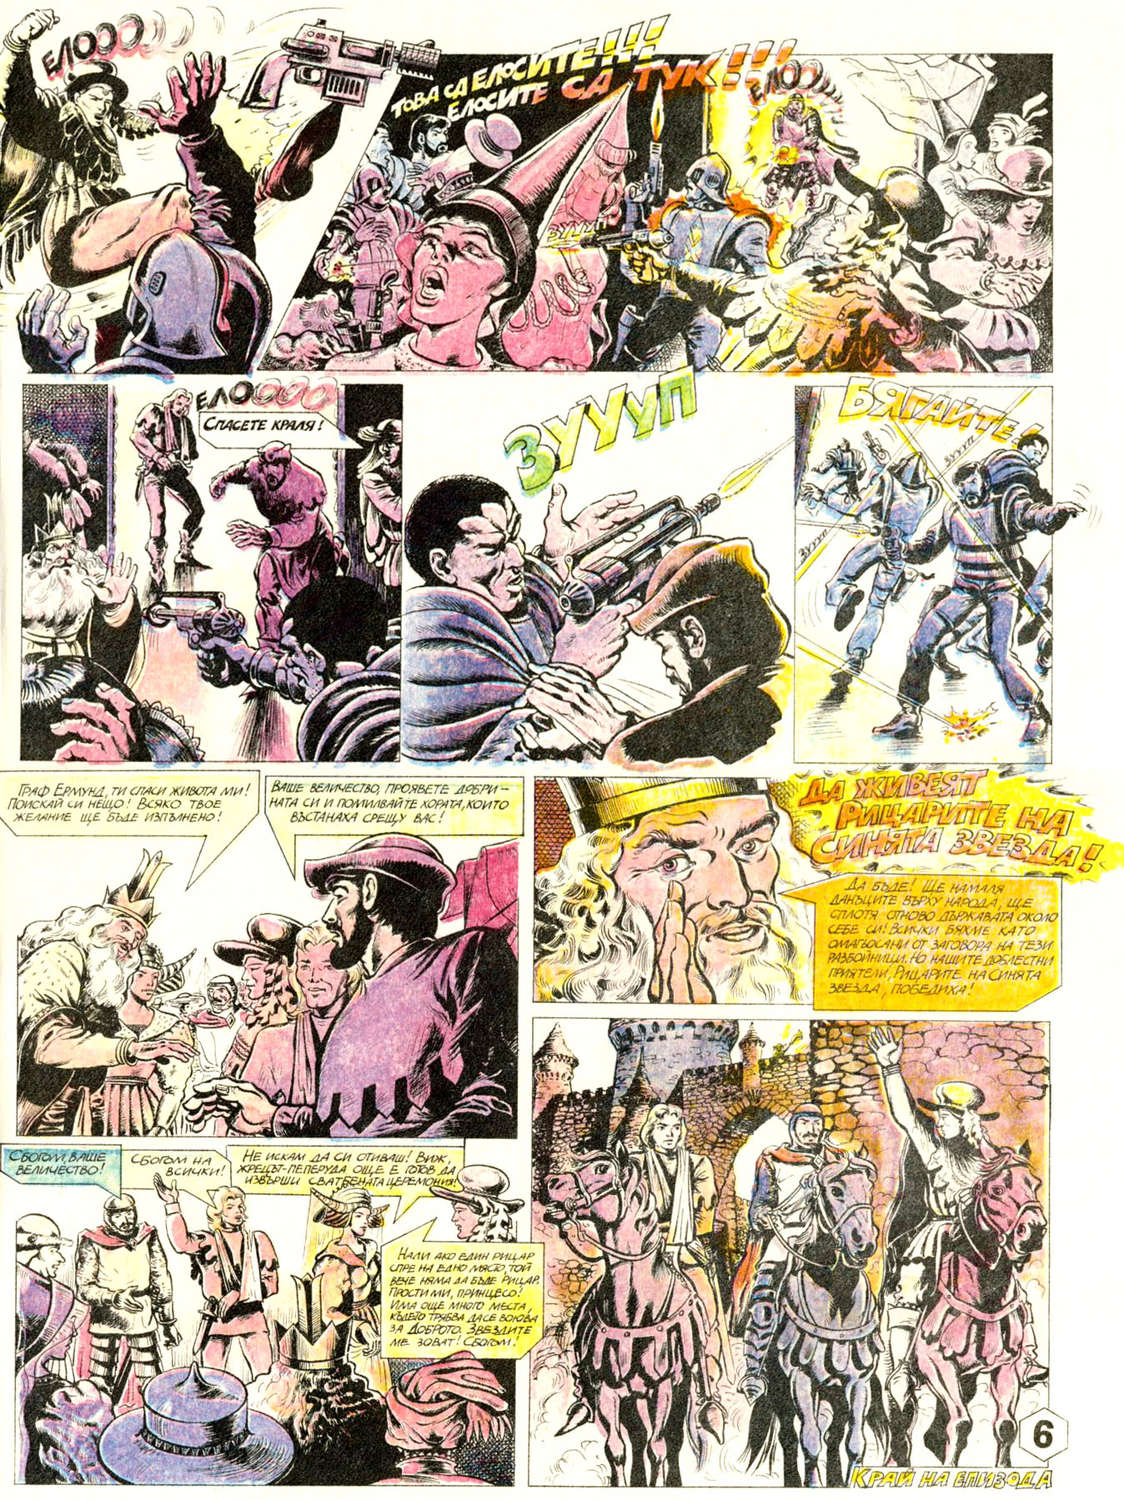 ЕЛООО
ТОВА СА ЕЛОСИТЕ!!!
ЕЛОСИТЕ СА ТУК!!!
ЕЛОО
ЗУУУП
ЕЛОООО
СПАСЕТЕ КРАЛЯ!
ЗУУУП
БЯГАЙТЕ!
ЗУУУП
ЗУУУП
ГРАФ ЕРМУНД, ТИ СПАСИ ЖИВОТА МИ!
ПОИСКАЙ СИ НЕЩО! ВСЯКО ТВОЕ
ЖЕЛАНИЕ ЩЕ БЪДЕ ИЗПЪЛНЕНО!
ВАШЕ ВЕЛИЧЕСТВО, ПРОЯВЕТЕ ДОБРИ-
НАТА СИ И ПОМИЛВАЙТЕ ХОРАТА, КОИТО
ВЪСТАНАХА СРЕЩУ ВАС!
ДА ЖИВЕЯТ
РИЦАРИТЕ НА
СИНЯТА ЗВЕЗДА!
ДА БЪДЕ! ЩЕ НАМАЛЯ
ДАНЪЦИТЕ ВЪРХУ НАРОДА, ЩЕ
СПЛОТЯ ОТНОВО ДЪРЖАВАТА ОКОЛО
СЕБЕ СИ! ВСИЧКИ БЯХМЕ КАТО
ОМАГЬОСАНИ ОТ ЗАГОВОРА НА ТЕЗИ
РАЗБОЙНИЦИ. НО НАШИТЕ ДОБЛЕСТНИ
ПРИЯТЕЛИ, РИЦАРИТЕ НА СИНЯТА
ЗВЕЗДА, ПОБЕДИХА!
СБОГОМ, ВАШЕ
ВЕЛИЧЕСТВО!
СБОГОМ НА
ВСИЧКИ!
НЕ ИСКАМ ДА СИ ОТИВАШ! ВИЖ,
ЖРЕЦЪТ-ПЕПЕРУДА ОЩЕ Е ГОТОВ ДА
ИЗВЪРШИ СВАТБЕНАТА ЦЕРЕМОНИЯ!
НАЛИ АКО ЕДИН РИЦАР
СПРЕ НА ЕДНО МЯСТО, ТОЙ
ВЕЧЕ НЯМА ДА БЪДЕ РИЦАР.
ПРОСТИ МИ, ПРИНЦЕСО!
ИМА ОЩЕ МНОГО МЕСТА,
КЪДЕТО ТРЯБВА ДА СЕ ВОЮВА
ЗА ДОБРОТО. ЗВЕЗДИТЕ
МЕ ЗОВАТ! СБОГОМ!
6
КРАЙ НА ЕПИЗОДА